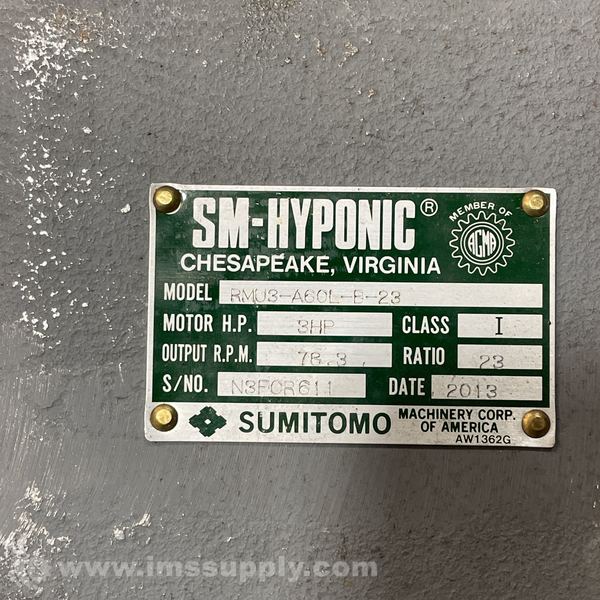 SM-HYPONIC®
MEMBER OF
AGMA
CHESAPEAKE, VIRGINIA
MODEL RMU3-A60L-B-23
MOTOR H.P. 3HP CLASS I
OUTPUT R.P.M. 78.3 RATIO 23
S/NO. N3FCR611 DATE 2013
SUMITOMO MACHINERY CORP.
OF AMERICA
AW1362G
www.imssupply.com